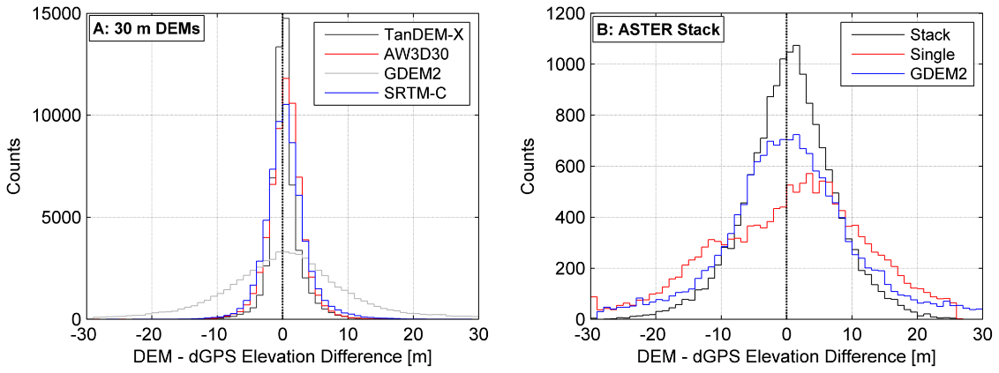 A: 30 m DEMs
TanDEM-X
AW3D30
GDEM2
SRTM-C
15000
10000
5000
0
Counts
-30 -20 -10 0 10 20 30
DEM - dGPS Elevation Difference [m]
B: ASTER Stack
Stack
Single
GDEM2
1200
1000
800
600
400
200
0
Counts
-30 -20 -10 0 10 20 30
DEM - dGPS Elevation Difference [m]